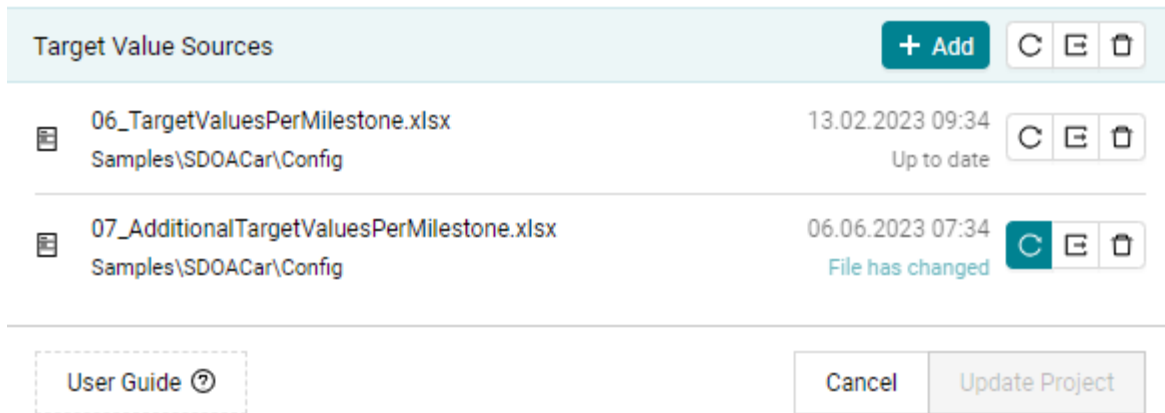 Target Value Sources
+ Add
06_TargetValuesPerMilestone.xlsx
13.02.2023 09:34
Samples\SDOACar\Config
Up to date
07_AdditionalTargetValuesPerMilestone.xlsx
06.06.2023 07:34
Samples\SDOACar\Config
File has changed
User Guide
Cancel
Update Project